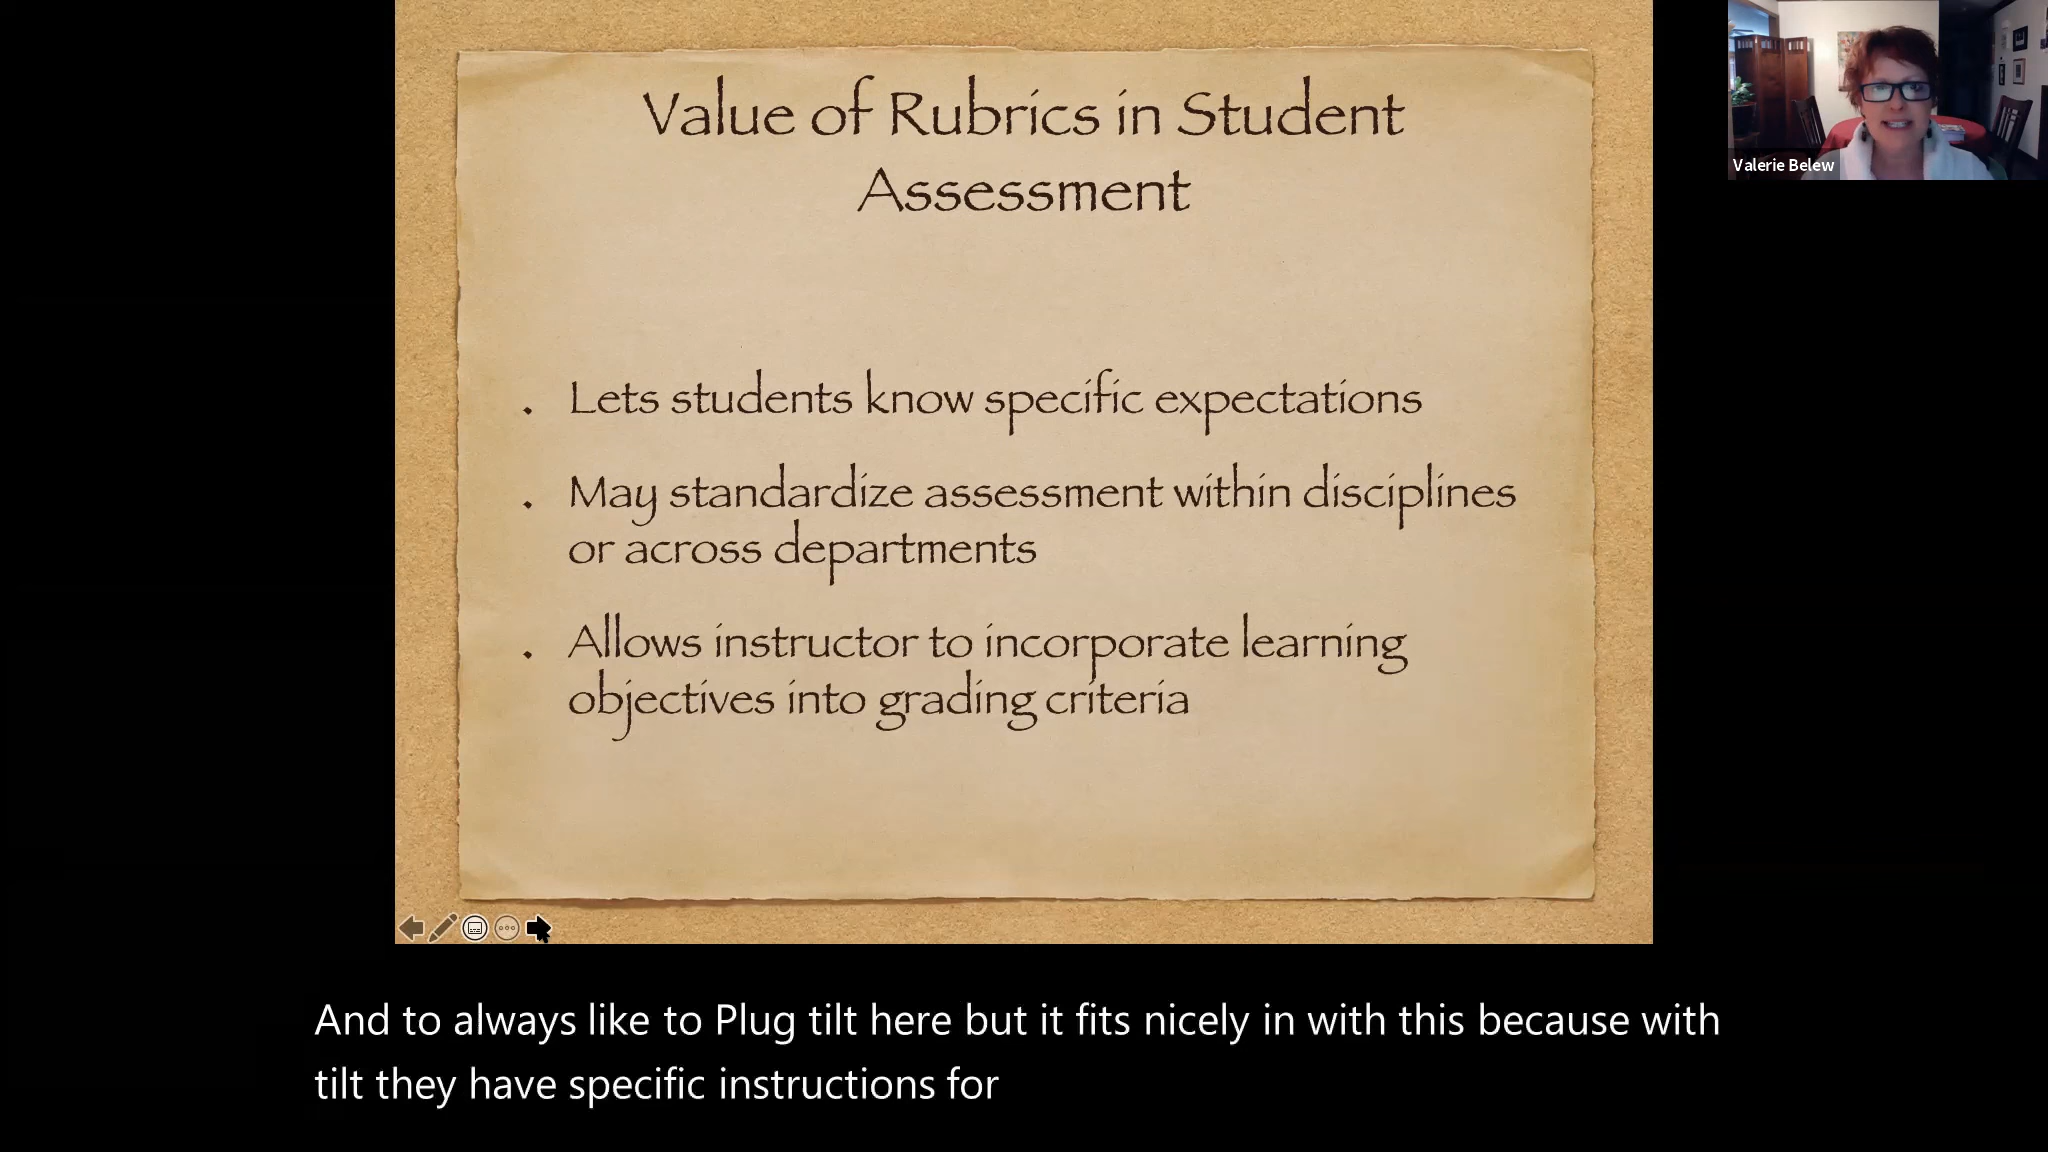 Value of Rubrics in Student
Assessment
Valerie Belew
. Lets students know specific expectations
. May standardize assessment within disciplines
or across departments
. Allows instructor to incorporate learning
objectives into grading criteria
And to always like to Plug tilt here but it fits nicely in with this because with
tilt they have specific instructions for